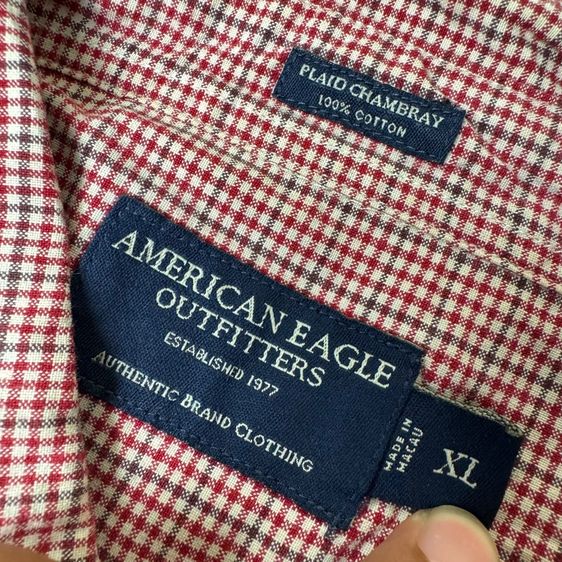 PLAID CHAMBRAY
100% COTTON
AMERICAN EAGLE
OUTFITTERS
ESTABLISHED 1977
AUTHENTIC BRAND CLOTHING
MADE IN
MACAU
XL